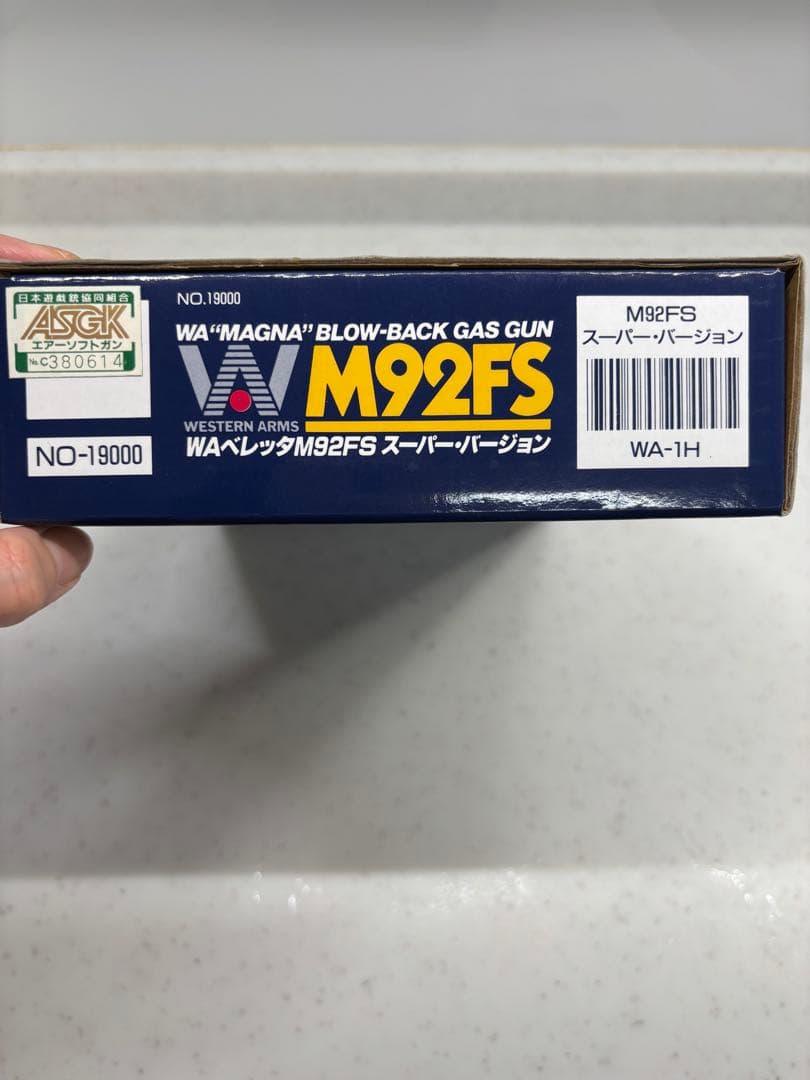 日本遊戯銃協同組合
ASGK
エアーソフトガン
No.C380614
NO-19000
NO.19000
WA“MAGNA” BLOW-BACK GAS GUN
W
WESTERN ARMS
M92FS
WAベレッタM92FS スーパー・バージョン
M92FS
スーパー・バージョン
WA-1H